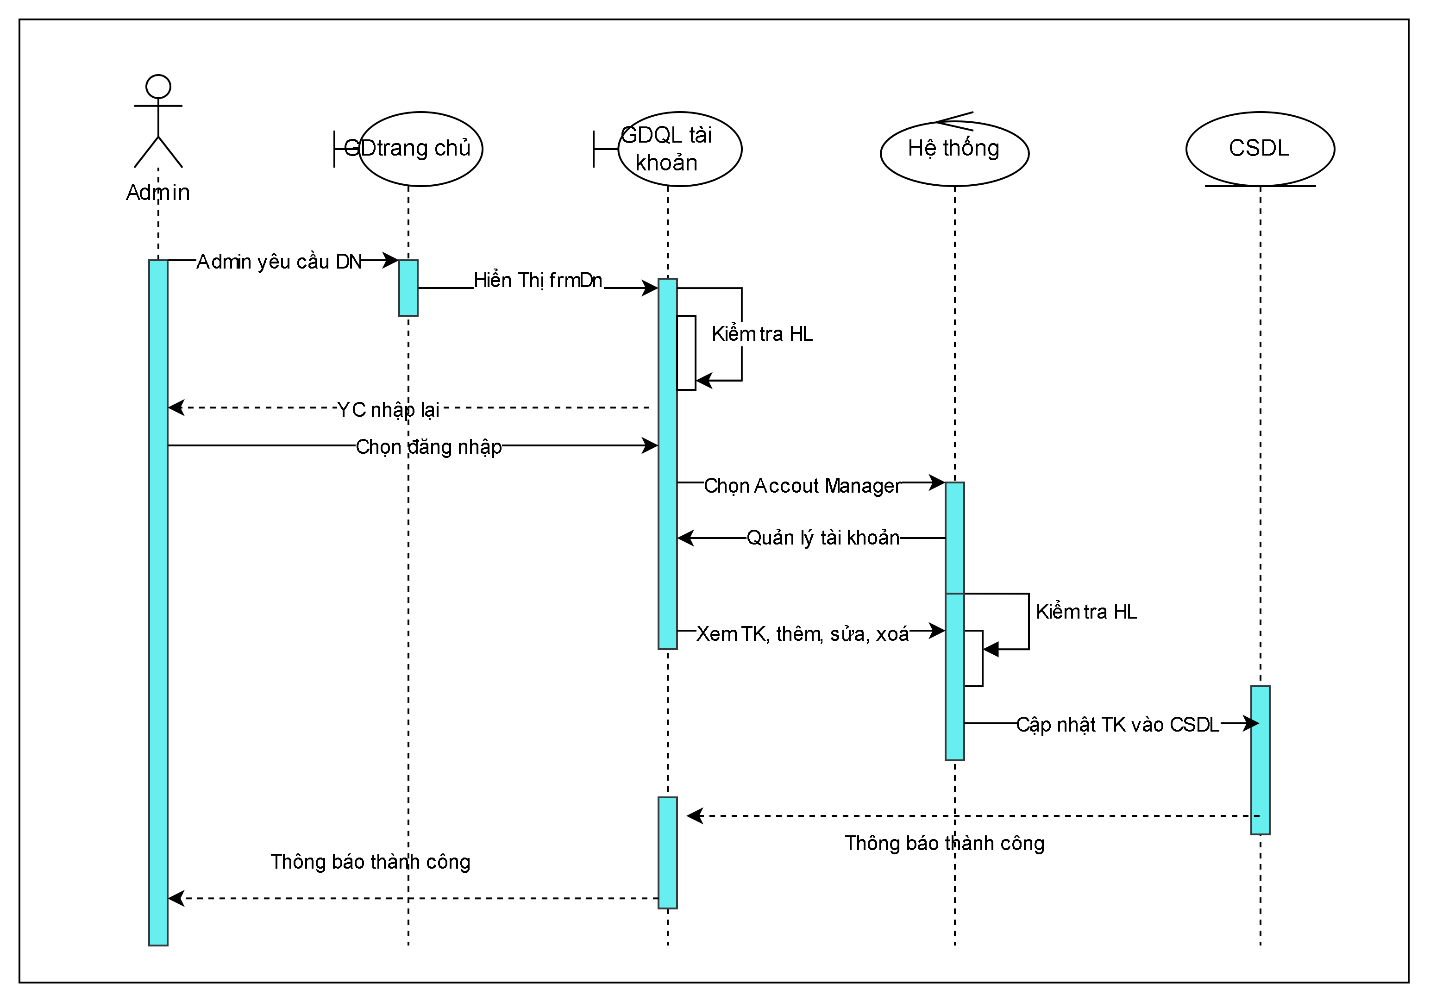 Admin
GDtrang chủ
GDQL tài
khoản
Hệ thống
CSDL
Admin yêu cầu DN
Hiển Thị frmDn
Kiểm tra HL
YC nhập lại
Chọn đăng nhập
Chọn Accout Manager
Quản lý tài khoản
Kiểm tra HL
Xem TK, thêm, sửa, xoá
Cập nhật TK vào CSDL
Thông báo thành công
Thông báo thành công